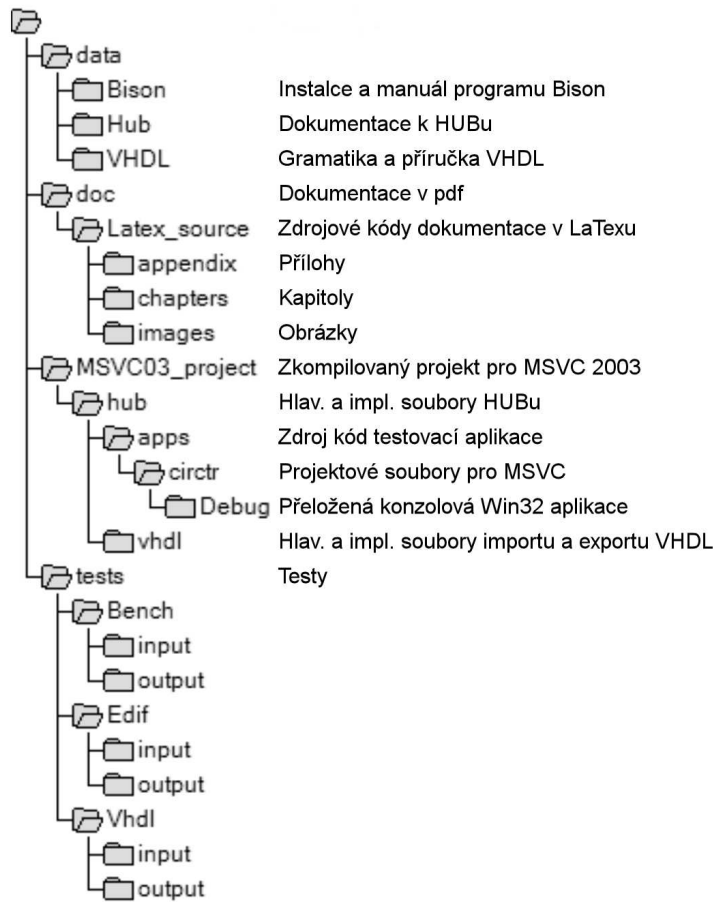 data
Bison Instalce a manuál programu Bison
Hub Dokumentace k HUBu
VHDL Gramatika a příručka VHDL
doc Dokumentace v pdf
Latex_source Zdrojové kódy dokumentace v LaTexu
appendix Přílohy
chapters Kapitoly
images Obrázky
MSVC03_project Zkompilovaný projekt pro MSVC 2003
hub Hlav. a impl. soubory HUBu
apps Zdroj kód testovací aplikace
circtr Projektové soubory pro MSVC
Debug Přeložená konzolová Win32 aplikace
vhdl Hlav. a impl. soubory importu a exportu VHDL
tests Testy
Bench
input
output
Edif
input
output
Vhdl
input
output